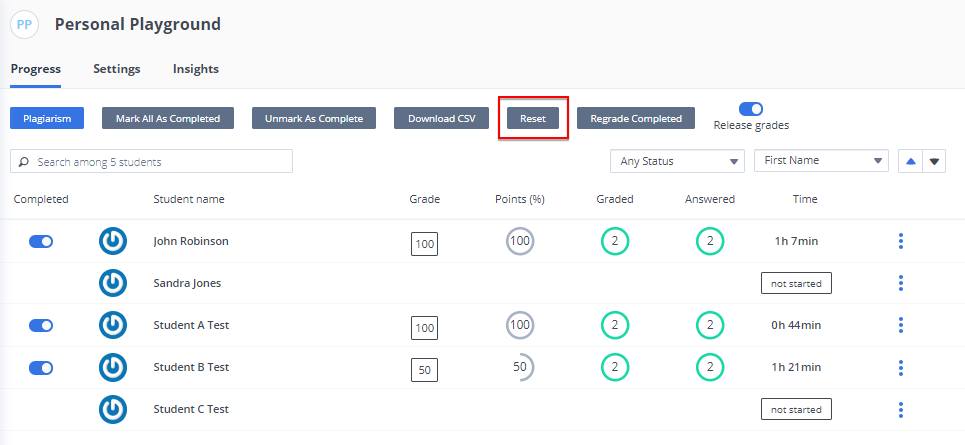 PP Personal Playground
Progress Settings Insights
Plagiarism Mark All As Completed Unmark As Complete Download CSV Reset Regrade Completed Release grades
Search among 5 students Any Status First Name
Completed Student name Grade Points (%) Graded Answered Time
John Robinson 100 100 2 2 1h 7min
Sandra Jones not started
Student A Test 100 100 2 2 0h 44min
Student B Test 50 50 2 2 1h 21min
Student C Test not started